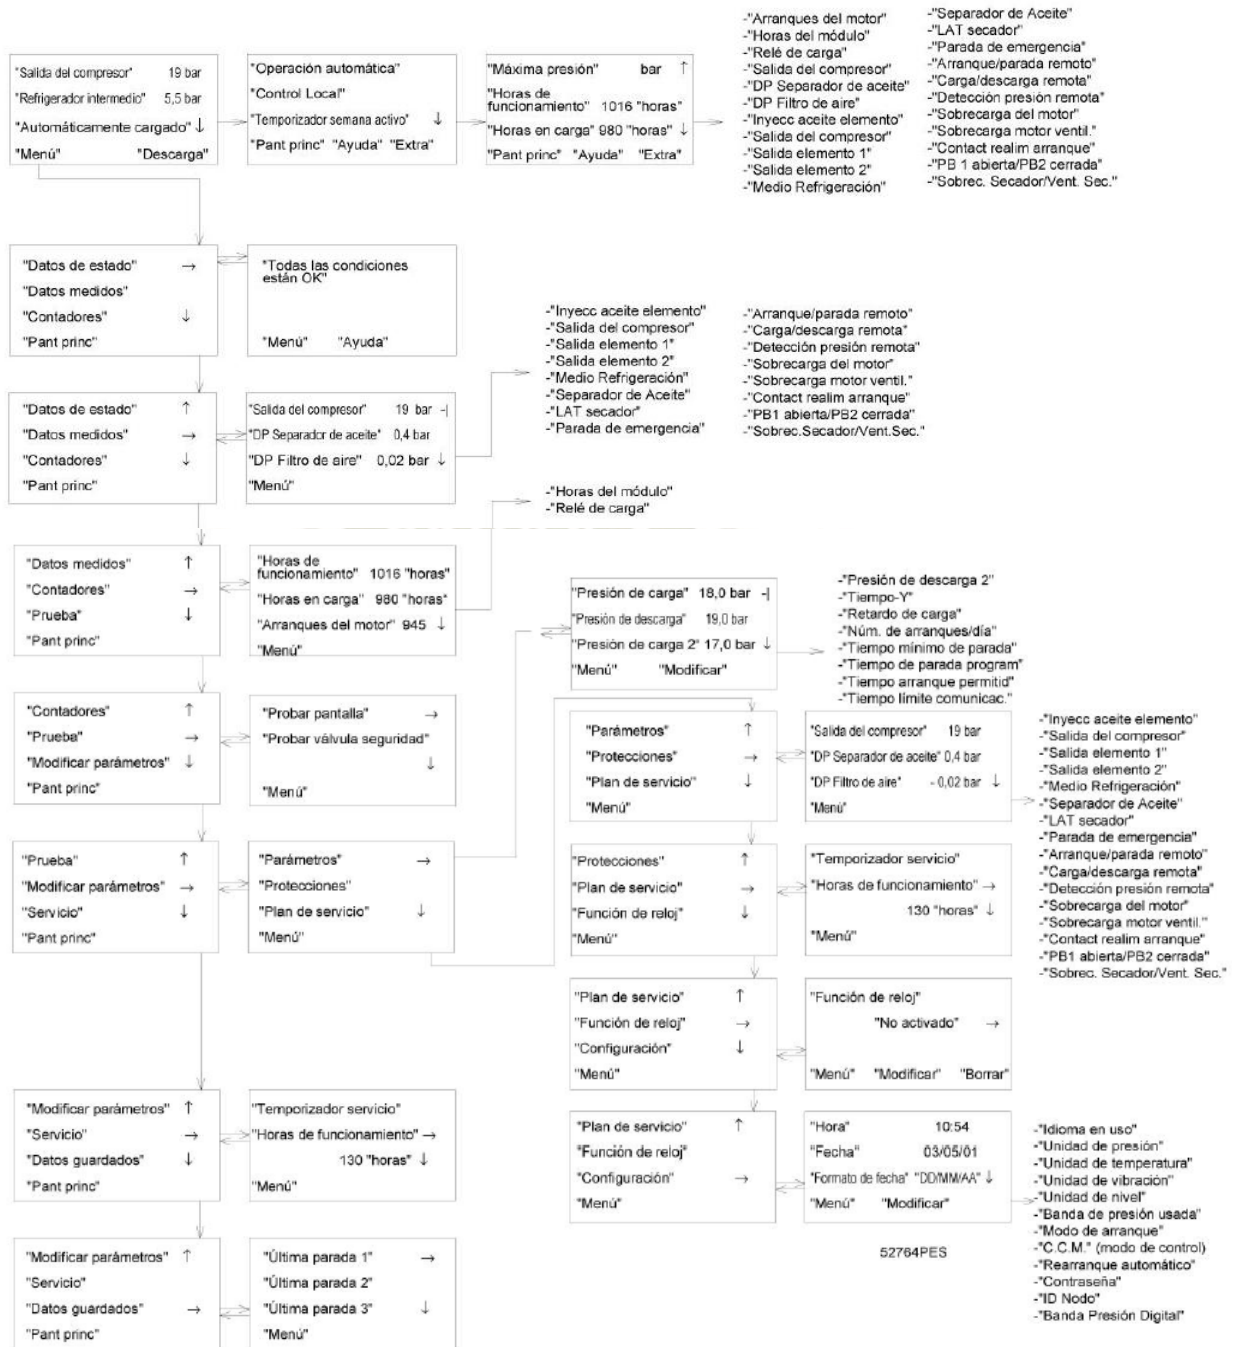 -"Arranques del motor"
-"Horas del módulo"
-"Relé de carga"
-"Salida del compresor"
-"DP Separador de aceite"
-"DP Filtro de aire"
-"Inyecc aceite elemento"
-"Salida del compresor"
-"Salida elemento 1"
-"Salida elemento 2"
-"Medio Refrigeración"
-"Separador de Aceite"
-"LAT secador"
-"Parada de emergencia"
-"Arranque/parada remoto"
-"Carga/descarga remota"
-"Detección presión remota"
-"Sobrecarga del motor"
-"Sobrecarga motor ventil."
-"Contact realim arranque"
-"PB 1 abierta/PB2 cerrada"
-"Sobrec. Secador/Vent. Sec."
"Salida del compresor" 19 bar
"Refrigerador intermedio" 5,5 bar
"Automáticamente cargado" ↓
"Menú" "Descarga"
"Operación automática"
"Control Local"
"Temporizador semana activo" ↓
"Pant princ" "Ayuda" "Extra"
"Máxima presión" bar ↑
"Horas de
funcionamiento" 1016 "horas"
"Horas en carga" 980 "horas" ↓
"Pant princ" "Ayuda" "Extra"
"Datos de estado" →
"Datos medidos"
"Contadores" ↓
"Pant princ"
"Todas las condiciones
están OK"
"Menú" "Ayuda"
"Datos de estado" ↑
"Datos medidos" →
"Contadores" ↓
"Pant princ"
"Salida del compresor" 19 bar -|
"DP Separador de aceite" 0,4 bar
"DP Filtro de aire" 0,02 bar ↓
"Menú"
-"Inyecc aceite elemento"
-"Salida del compresor"
-"Salida elemento 1"
-"Salida elemento 2"
-"Medio Refrigeración"
-"Separador de Aceite"
-"LAT secador"
-"Parada de emergencia"
-"Arranque/parada remoto"
-"Carga/descarga remota"
-"Detección presión remota"
-"Sobrecarga del motor"
-"Sobrecarga motor ventil."
-"Contact realim arranque"
-"PB1 abierta/PB2 cerrada"
-"Sobrec.Secador/Vent.Sec."
"Datos medidos" ↑
"Contadores" →
"Prueba" ↓
"Pant princ"
"Horas de
funcionamiento" 1016 "horas"
"Horas en carga" 980 "horas"
"Arranques del motor" 945 ↓
"Menú"
-"Horas del módulo"
-"Relé de carga"
"Presión de carga" 18,0 bar -|
"Presión de descarga" 19,0 bar
"Presión de carga 2" 17,0 bar ↓
"Menú" "Modificar"
-"Presión de descarga 2"
-"Tiempo-Y"
-"Retardo de carga"
-"Núm. de arranques/día"
-"Tiempo mínimo de parada"
-"Tiempo de parada program"
-"Tiempo arranque permitid"
-"Tiempo límite comunicac."
"Contadores" ↑
"Prueba" →
"Modificar parámetros" ↓
"Pant princ"
"Probar pantalla" →
"Probar válvula seguridad"
↓
"Menú"
"Parámetros" ↑
"Protecciones" →
"Plan de servicio" ↓
"Menú"
"Salida del compresor" 19 bar
"DP Separador de aceite" 0,4 bar
"DP Filtro de aire" - 0,02 bar ↓
"Menú"
-"Inyecc aceite elemento"
-"Salida del compresor"
-"Salida elemento 1"
-"Salida elemento 2"
-"Medio Refrigeración"
-"Separador de Aceite"
-"LAT secador"
-"Parada de emergencia"
-"Arranque/parada remoto"
-"Carga/descarga remota"
-"Detección presión remota"
-"Sobrecarga del motor"
-"Sobrecarga motor ventil."
-"Contact realim arranque"
-"PB1 abierta/PB2 cerrada"
-"Sobrec. Secador/Vent. Sec."
"Prueba" ↑
"Modificar parámetros" →
"Servicio" ↓
"Pant princ"
"Parámetros" →
"Protecciones"
"Plan de servicio" ↓
"Menú"
"Protecciones" ↑
"Plan de servicio" →
"Función de reloj" ↓
"Menú"
"Temporizador servicio"
"Horas de funcionamiento" →
130 "horas" ↓
"Menú"
"Plan de servicio" ↑
"Función de reloj" →
"Configuración" ↓
"Menú"
"Función de reloj"
"No activado" →
"Menú" "Modificar" "Borrar"
"Modificar parámetros" ↑
"Servicio" →
"Datos guardados" ↓
"Pant princ"
"Temporizador servicio"
"Horas de funcionamiento" →
130 "horas" ↓
"Menú"
"Plan de servicio" ↑
"Función de reloj"
"Configuración" →
"Menú"
"Hora" 10:54
"Fecha" 03/05/01
"Formato de fecha" "DD/MM/AA" ↓
"Menú" "Modificar"
-"Idioma en uso"
-"Unidad de presión"
-"Unidad de temperatura"
-"Unidad de vibración"
-"Unidad de nivel"
-"Banda de presión usada"
-"Modo de arranque"
-"C.C.M." (modo de control)
-"Rearranque automático"
-"Contraseña"
-"ID Nodo"
-"Banda Presión Digital"
"Modificar parámetros" ↑
"Servicio"
"Datos guardados" →
"Pant princ"
"Última parada 1" →
"Última parada 2"
"Última parada 3" ↓
"Menú"
52764PES